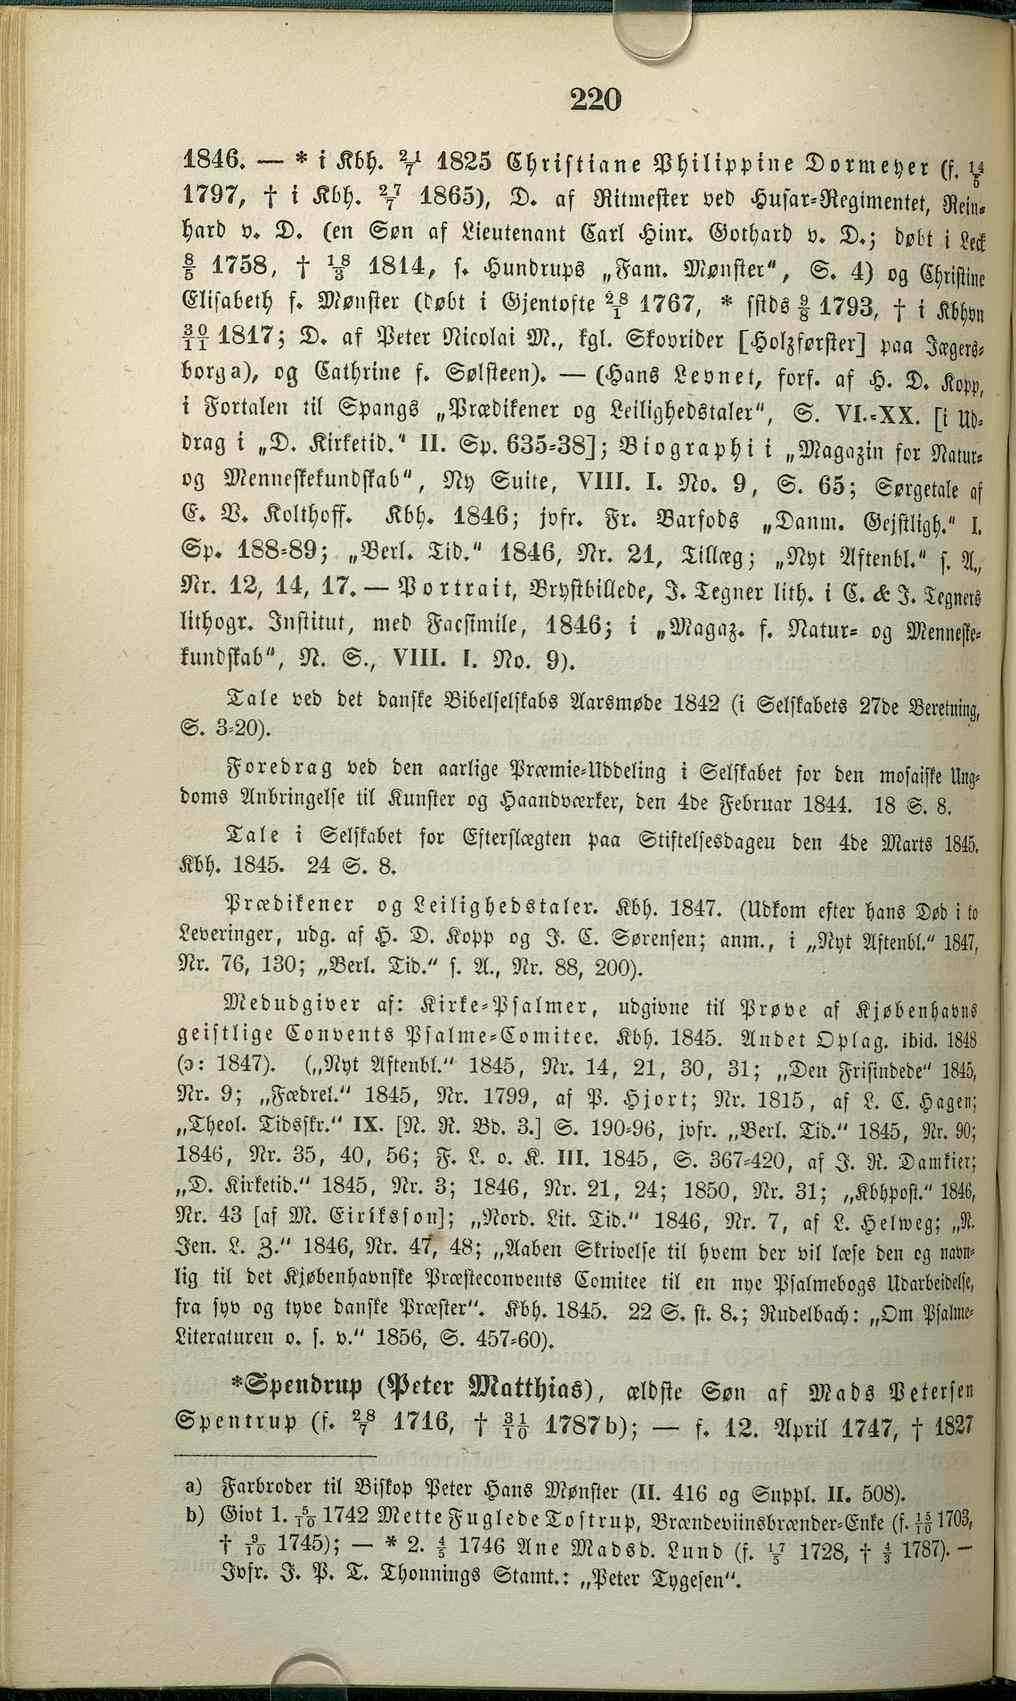 220
1846. — * i Kbh. 21/7 1825 Christiane Philippine Dormeyer (f. 14/5
1797, † i Kbh. 27/7 1865), D. af Ritmester ved Husar-Regimentet, Rein-
hard v. D. (en Søn af Lieutenant Carl Hinr. Gothard v. D.; døbt i Leck
8/5 1758, † 18/3 1814, s. Hundrups „Fam. Mønster“, S. 4) og Christine
Elisabeth f. Mønster (døbt i Gjentofte 28/1 1767, * sstds 9/8 1793, † i Kbhvn
30/11 1817; D. af Peter Nicolai M., kgl. Skovrider [Holzførster] paa Jægers-
borg a), og Cathrine f. Sølsteen). — (Hans Levnet, forf. af H. D. Kopp,
i Fortalen til Spangs „Prædikener og Leilighedstaler“, S. VI.-XX. [i Ud-
drag i „D. Kirketid.“ II. Sp. 635-38]; Biographi i „Magazin for Natur-
og Menneskekundskab“, Ny Suite, VIII. I. No. 9, S. 65; Sørgetale af
E. V. Kolthoff. Kbh. 1846; jvfr. Fr. Barfods „Danm. Gejstligh.“ I.
Sp. 188-89; „Berl. Tid.“ 1846, Nr. 21, Tillæg; „Nyt Aftenbl.“ s. A.,
Nr. 12, 14, 17. — Portrait, Brystbillede, J. Tegner lith. i C. & J. Tegners
lithogr. Institut, med Facsimile, 1846; i „Magaz. f. Natur- og Menneske-
kundskab“, N. S., VIII. I. No. 9).
Tale ved det danske Bibelselskabs Aarsmøde 1842 (i Selskabets 27de Beretning,
S. 3-20).
Foredrag ved den aarlige Præmie-Uddeling i Selskabet for den mosaiske Ung-
doms Anbringelse til Kunster og Haandværker, den 4de Februar 1844. 18 S. 8.
Tale i Selskabet for Efterslægten paa Stiftelsesdagen den 4de Marts 1845.
Kbh. 1845. 24 S. 8.
Prædikener og Leilighedstaler. Kbh. 1847. (Udkom efter hans Død i to
Leveringer, udg. af H. D. Kopp og J. C. Sørensen; anm., i „Nyt Aftenbl.“ 1847,
Nr. 76, 130; „Berl. Tid.“ s. A., Nr. 88, 200).
Medudgiver af: Kirke-Psalmer, udgivne til Prøve af Kjøbenhavns
geistlige Convents Psalme-Comitee. Kbh. 1845. Andet Oplag. ibid. 1848
(ɔ: 1847). („Nyt Aftenbl.“ 1845, Nr. 14, 21, 30, 31; „Den Frisindede“ 1845,
Nr. 9; „Fædrel.“ 1845, Nr. 1799, af P. Hjort; Nr. 1815, af L. C. Hagen;
„Theol. Tidsskr.“ IX. [N. R. Bd. 3.] S. 190-96, jvfr. „Berl. Tid.“ 1845, Nr. 90;
1846, Nr. 35, 40, 56; F. L. o. K. III. 1845, S. 367-420, af J. N. Damkier;
„D. Kirketid.“ 1845, Nr. 3; 1846, Nr. 21, 24; 1850, Nr. 31; „Kbhpost.“ 1846,
Nr. 43 [af M. Eiríksson]; „Nord. Lit. Tid.“ 1846, Nr. 7, af L. Helweg; „N.
Jen. L. Z.“ 1846, Nr. 47, 48; „Aaben Skrivelse til hvem der vil læse den og navn-
lig til det Kjøbenhavnske Præsteconvents Comitee til en nye Psalmebogs Udarbeidelse,
fra syv og tyve danske Præster“. Kbh. 1845. 22 S. st. 8.; Rudelbach: „Om Psalme-
Literaturen o. s. v.“ 1856, S. 457-60).
*Spendrup (Peter Matthias), ældste Søn af Mads Petersen
Spentrup (f. 28/7 1716, † 31/10 1787 b); — f. 12. April 1747, † 1827
a) Farbroder til Biskop Peter Hans Mønster (II. 416 og Suppl. II. 508).
b) Givt 1. 5/10 1742 Mette Fuglede Tostrup, Brændeviinsbrænder-Enke (f. 15/10 1703,
† 9/10 1745); — * 2. 4/5 1746 Ane Madsd. Lund (f. 17/5 1728, † 4/3 1787). —
Jvfr. J. P. T. Thonnings Stamt.: „Peter Tygesen“.